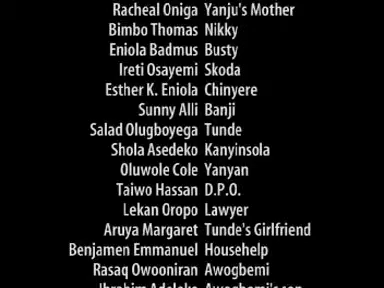 Racheal Oniga Yanju's Mother
Bimbo Thomas Nikky
Eniola Badmus Busty
Ireti Osayemi Skoda
Esther K. Eniola Chinyere
Sunny Alli Banji
Salad Olugboyega Tunde
Shola Asedeko Kanyinsola
Oluwole Cole Yanyan
Taiwo Hassan D.P.O.
Lekan Oropo Lawyer
Aruya Margaret Tunde's Girlfriend
Benjamen Emmanuel Househelp
Rasaq Owooniran Awogbemi
Ibrahim Adeleke Awogbemi's son